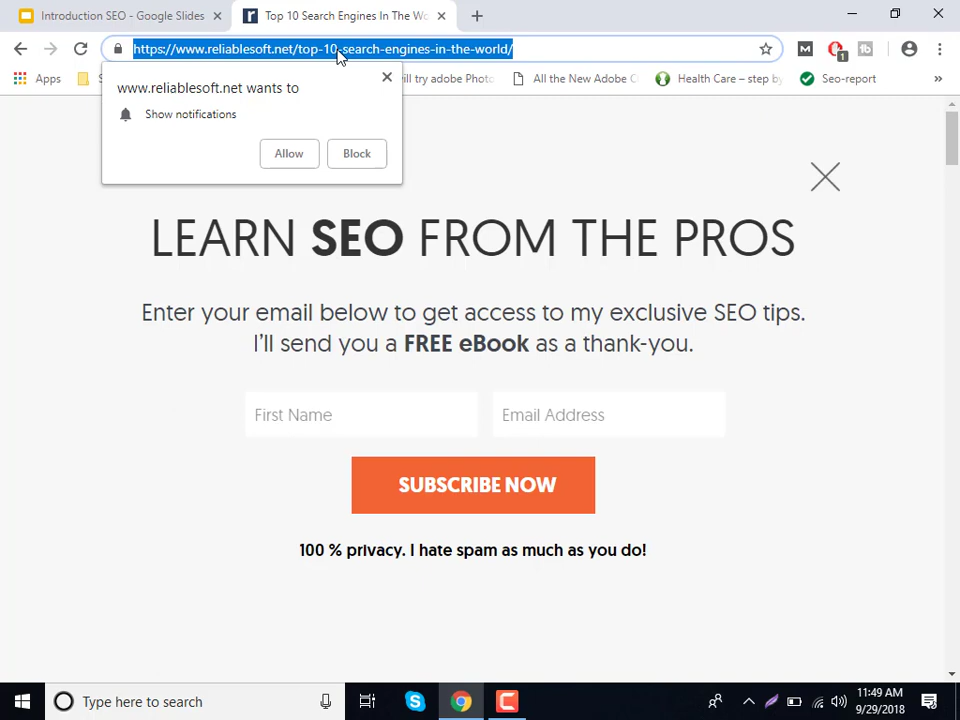 Introduction SEO - Google Slides
Top 10 Search Engines In The Wo
https://www.reliablesoft.net/top-10-search-engines-in-the-world/
M
1
tb
Apps
S
will try adobe Photo
All the New Adobe C
Health Care – step by
Seo-report
»
www.reliablesoft.net wants to
Show notifications
Allow
Block
LEARN SEO FROM THE PROS
Enter your email below to get access to my exclusive SEO tips.
I'll send you a FREE eBook as a thank-you.
First Name
Email Address
SUBSCRIBE NOW
100 % privacy. I hate spam as much as you do!
Type here to search
11:49 AM
9/29/2018